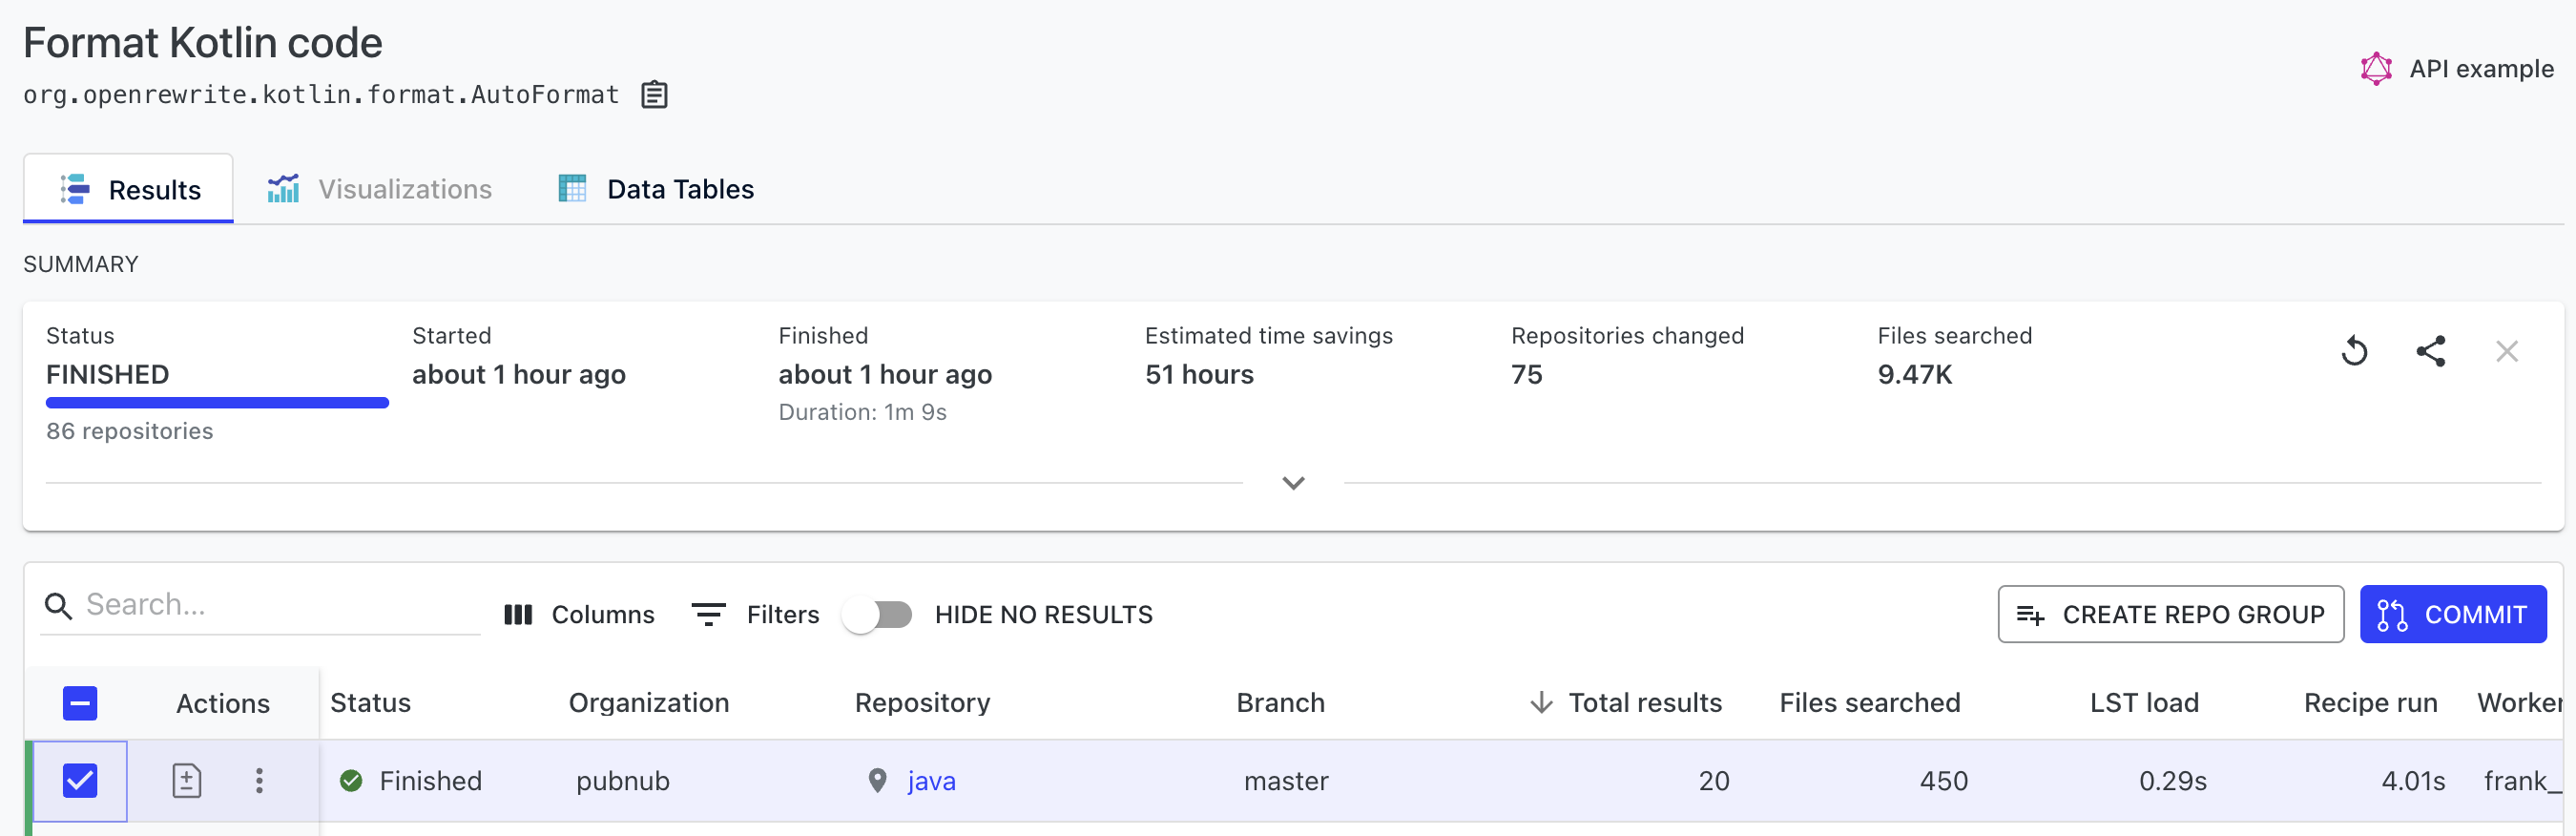 Format Kotlin code
org.openrewrite.kotlin.format.AutoFormat
API example
Results
Visualizations
Data Tables
SUMMARY
Status
FINISHED
86 repositories
Started
about 1 hour ago
Finished
about 1 hour ago
Duration: 1m 9s
Estimated time savings
51 hours
Repositories changed
75
Files searched
9.47K
Search...
Columns
Filters
HIDE NO RESULTS
CREATE REPO GROUP
COMMIT
Actions Status Organization Repository Branch Total results Files searched LST load Recipe run Worker
Finished pubnub java master 20 450 0.29s 4.01s frank_